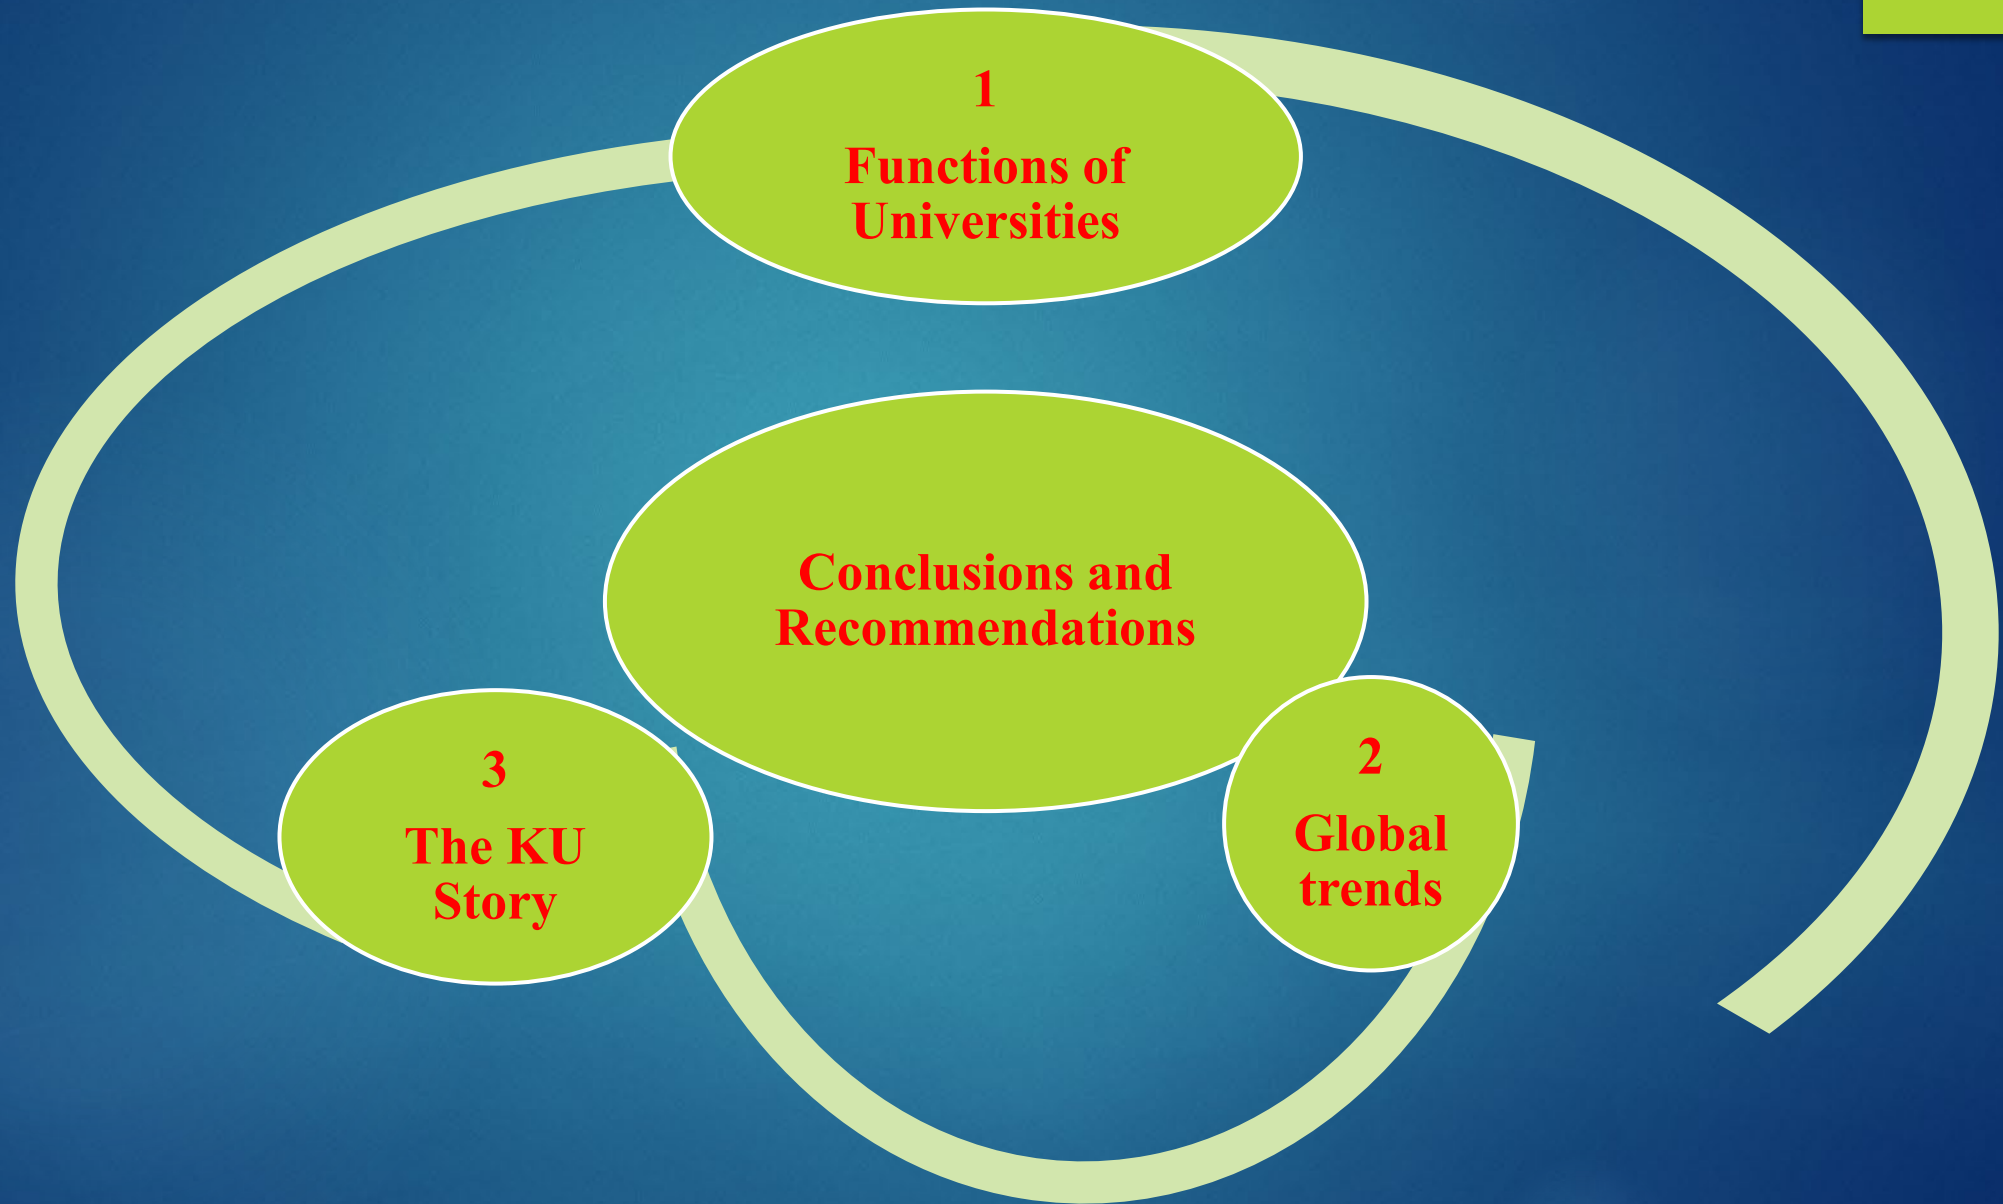 1
Functions of
Universities
Conclusions and
Recommendations
2
Global
trends
3
The KU
Story